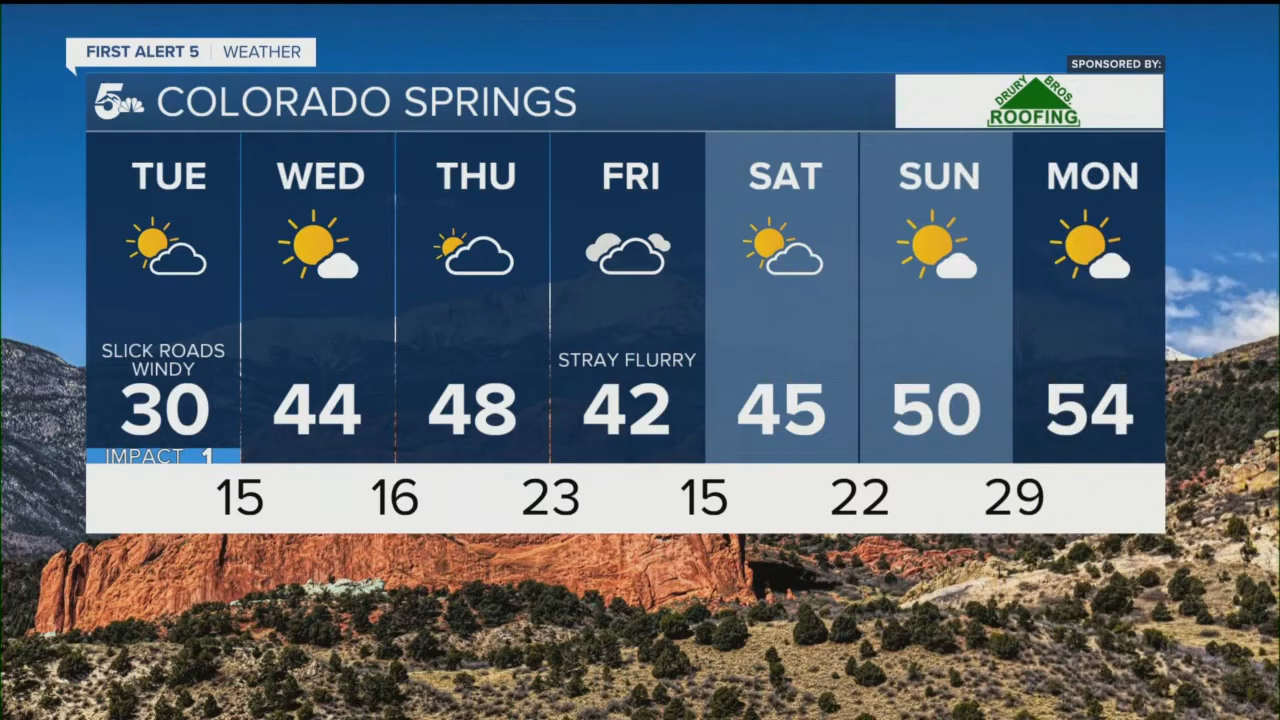 FIRST ALERT 5 | WEATHER
SPONSORED BY:
5 COLORADO SPRINGS
DRURY BROS.
ROOFING
TUE WED THU FRI SAT SUN MON
SLICK ROADS
WINDY
STRAY FLURRY
30 44 48 42 45 50 54
IMPACT 1
15 16 23 15 22 29